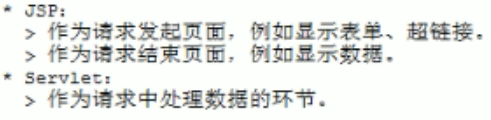 * JSP：
> 作为请求发起页面，例如显示表单、超链接。
> 作为请求结束页面，例如显示数据。
* Servlet：
> 作为请求中处理数据的环节。